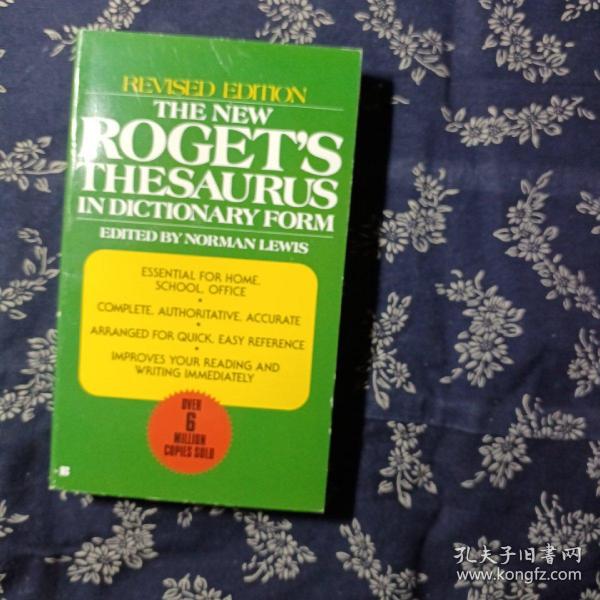 REVISED EDITION
THE NEW
ROGET'S
THESAURUS
IN DICTIONARY FORM
EDITED BY NORMAN LEWIS
ESSENTIAL FOR HOME,
SCHOOL, OFFICE
•
COMPLETE, AUTHORITATIVE, ACCURATE
•
ARRANGED FOR QUICK, EASY REFERENCE
•
IMPROVES YOUR READING AND
WRITING IMMEDIATELY
OVER
6
MILLION
COPIES SOLD
B
孔夫子旧书网
www.kongfz.com